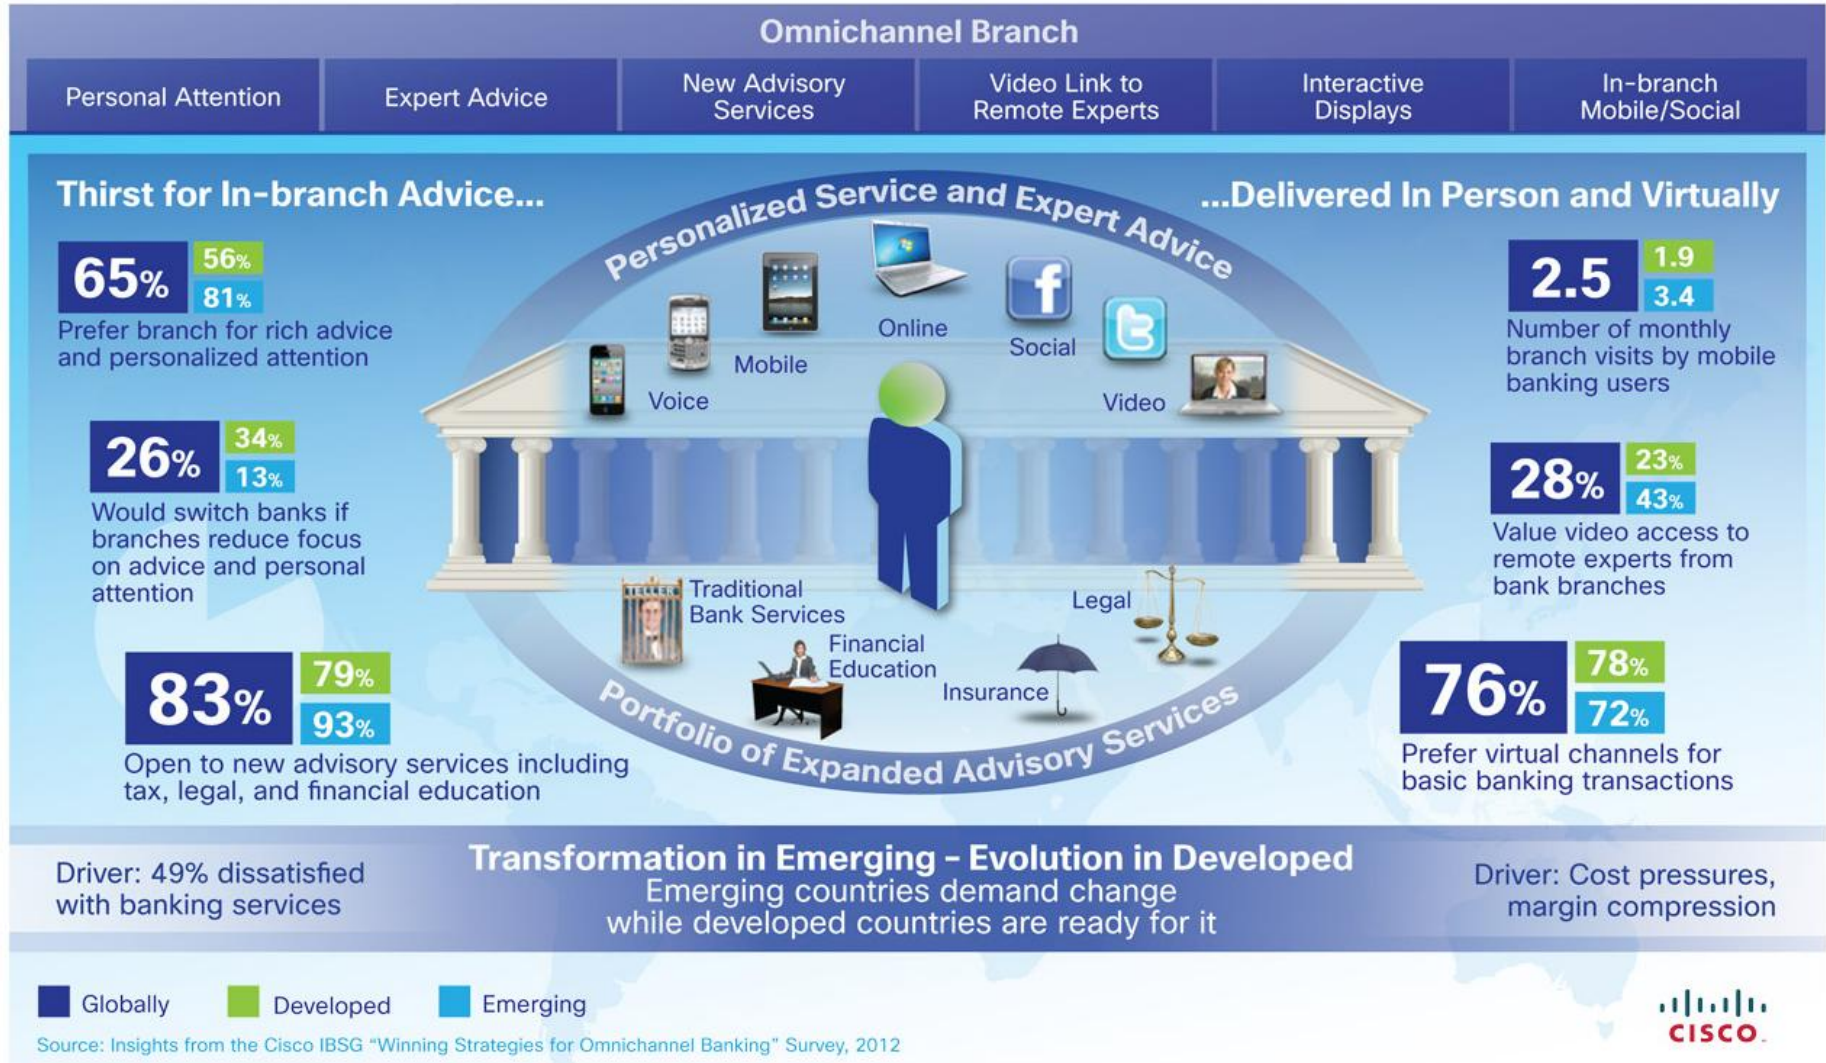 Omnichannel Branch
Personal Attention
Expert Advice
New Advisory
Services
Video Link to
Remote Experts
Interactive
Displays
In-branch
Mobile/Social
Thirst for In-branch Advice...
65%
56%
81%
Prefer branch for rich advice
and personalized attention
26%
34%
13%
Would switch banks if
branches reduce focus
on advice and personal
attention
83%
79%
93%
Open to new advisory services including
tax, legal, and financial education
Personalized Service and Expert Advice
Voice
Mobile
Online
Social
Video
TELLER
Traditional
Bank Services
Financial
Education
Insurance
Legal
Portfolio of Expanded Advisory Services
...Delivered In Person and Virtually
2.5
1.9
3.4
Number of monthly
branch visits by mobile
banking users
28%
23%
43%
Value video access to
remote experts from
bank branches
76%
78%
72%
Prefer virtual channels for
basic banking transactions
Driver: 49% dissatisfied
with banking services
Transformation in Emerging – Evolution in Developed
Emerging countries demand change
while developed countries are ready for it
Driver: Cost pressures,
margin compression
Globally
Developed
Emerging
Source: Insights from the Cisco IBSG “Winning Strategies for Omnichannel Banking” Survey, 2012
CISCO